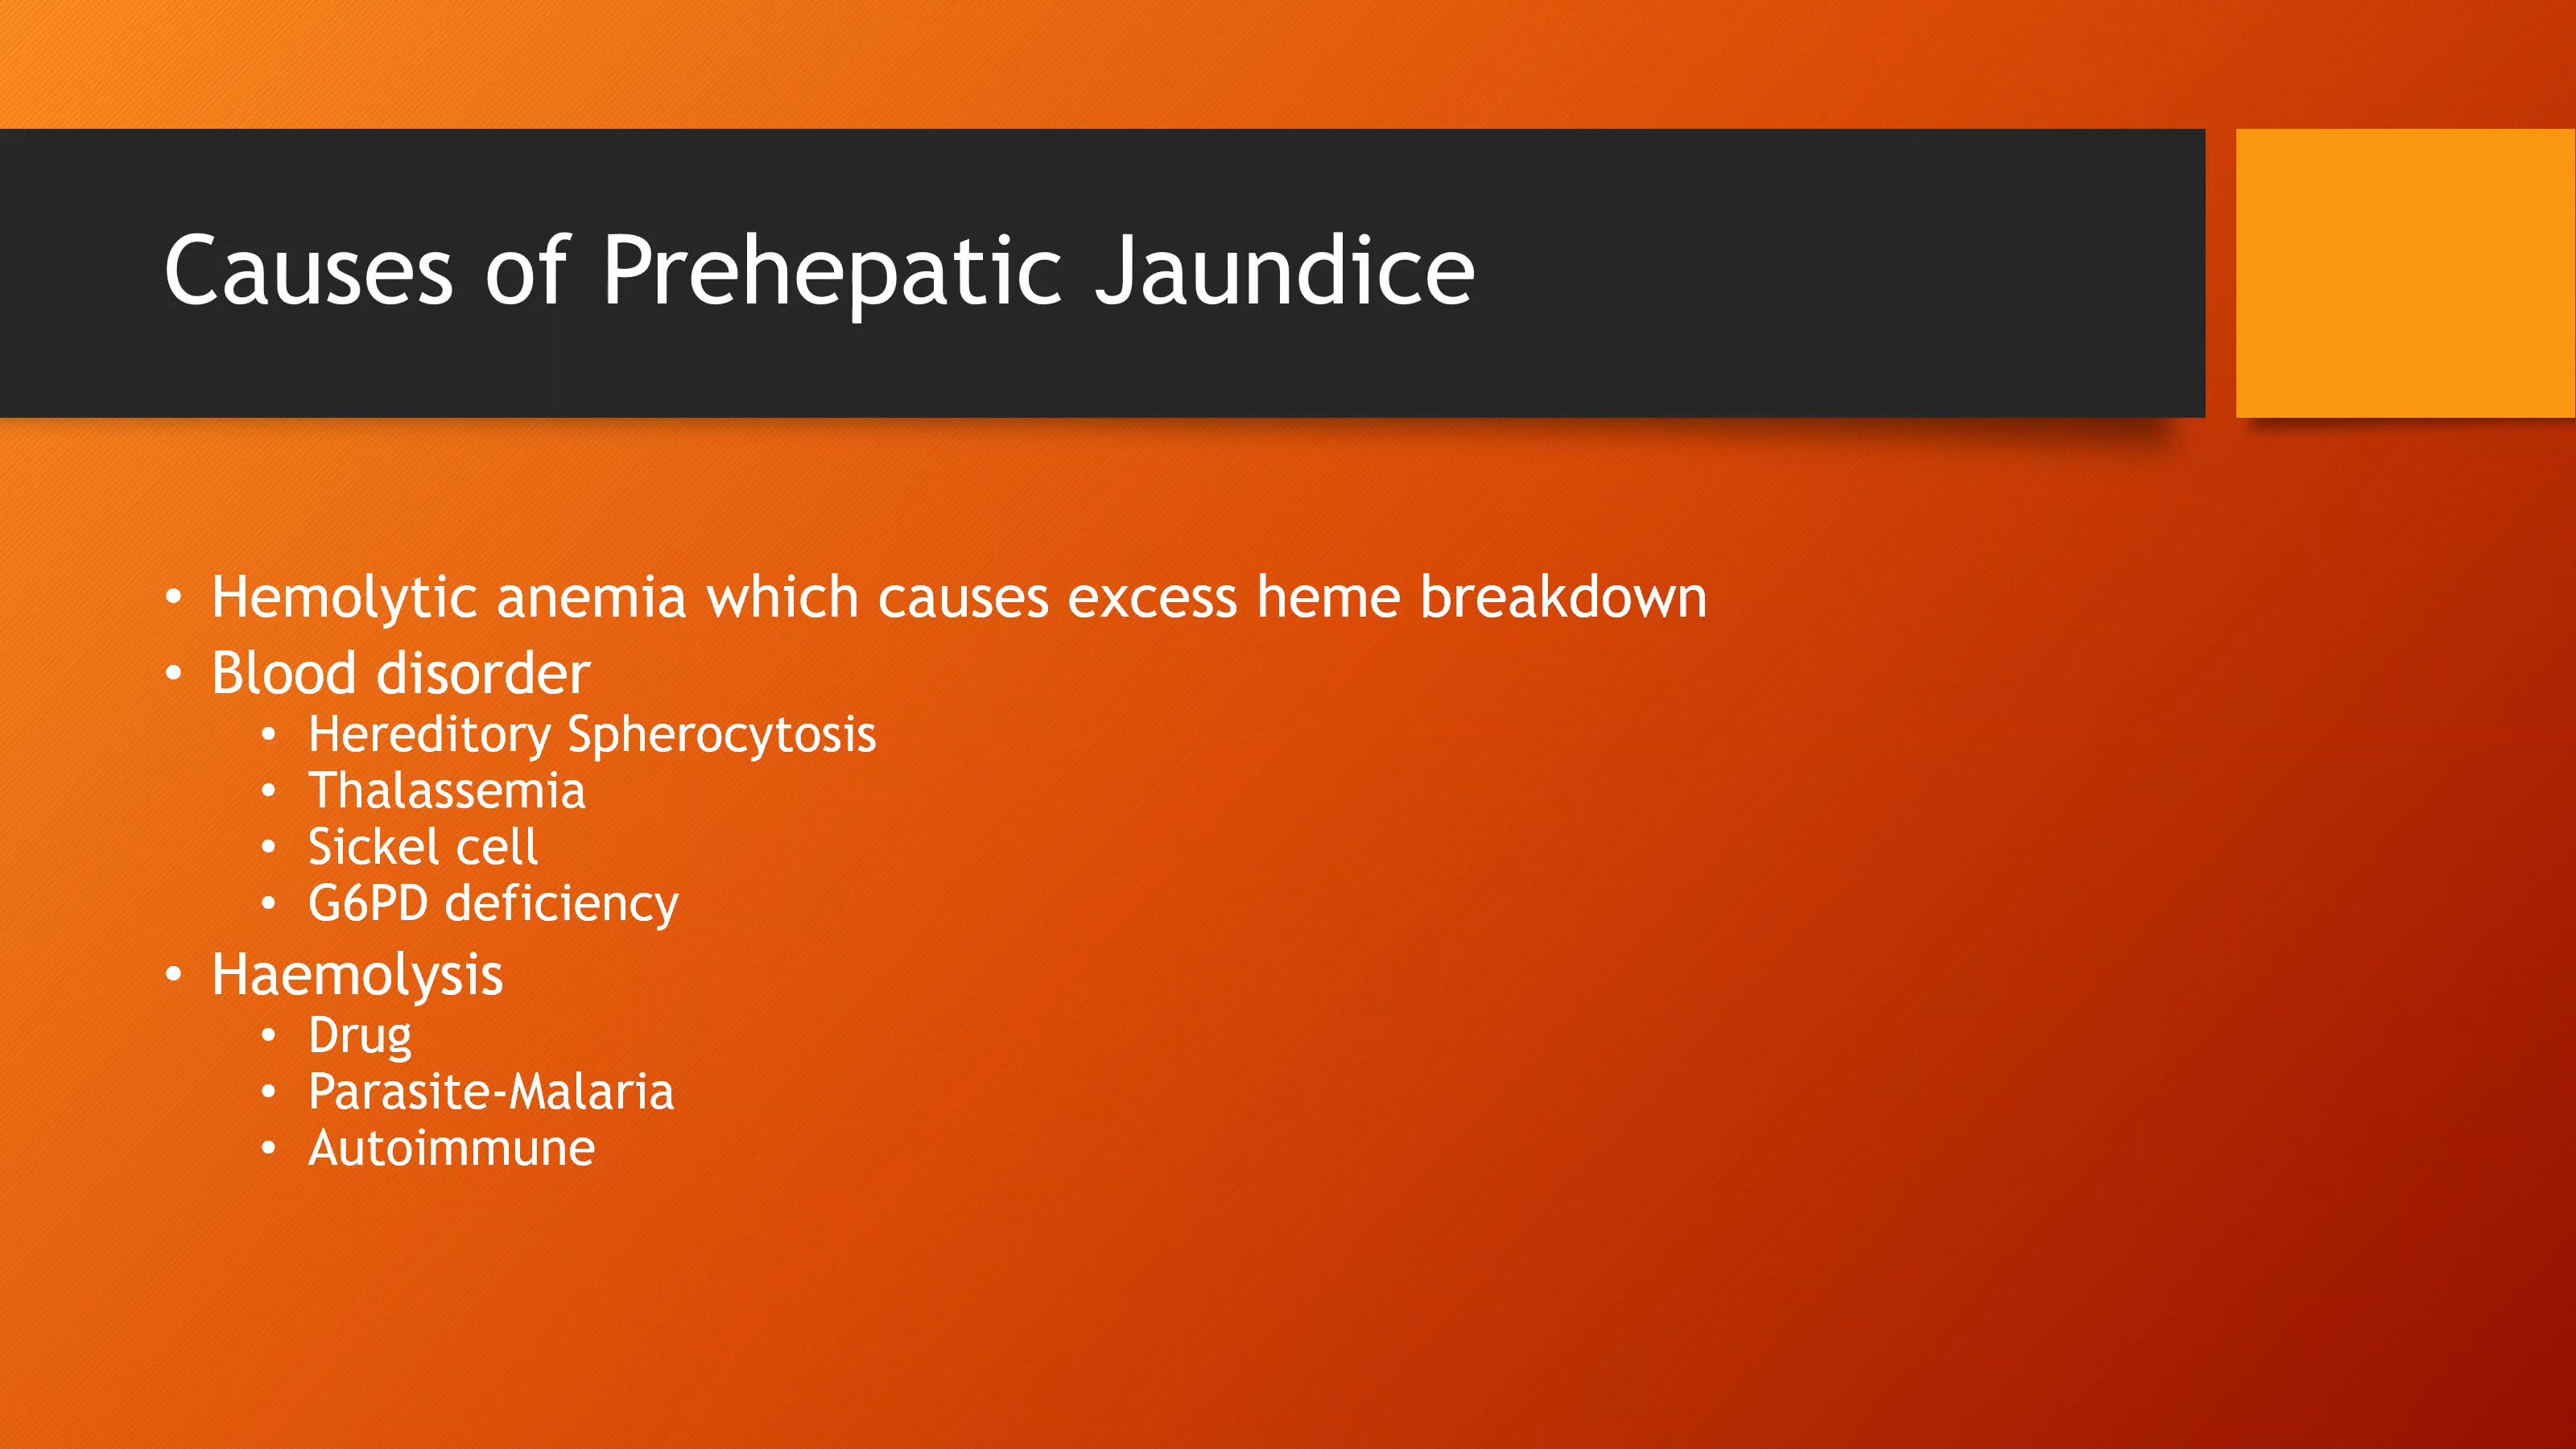 Causes of Prehepatic Jaundice
• Hemolytic anemia which causes excess heme breakdown
• Blood disorder
• Hereditory Spherocytosis
• Thalassemia
• Sickel cell
• G6PD deficiency
• Haemolysis
• Drug
• Parasite-Malaria
• Autoimmune